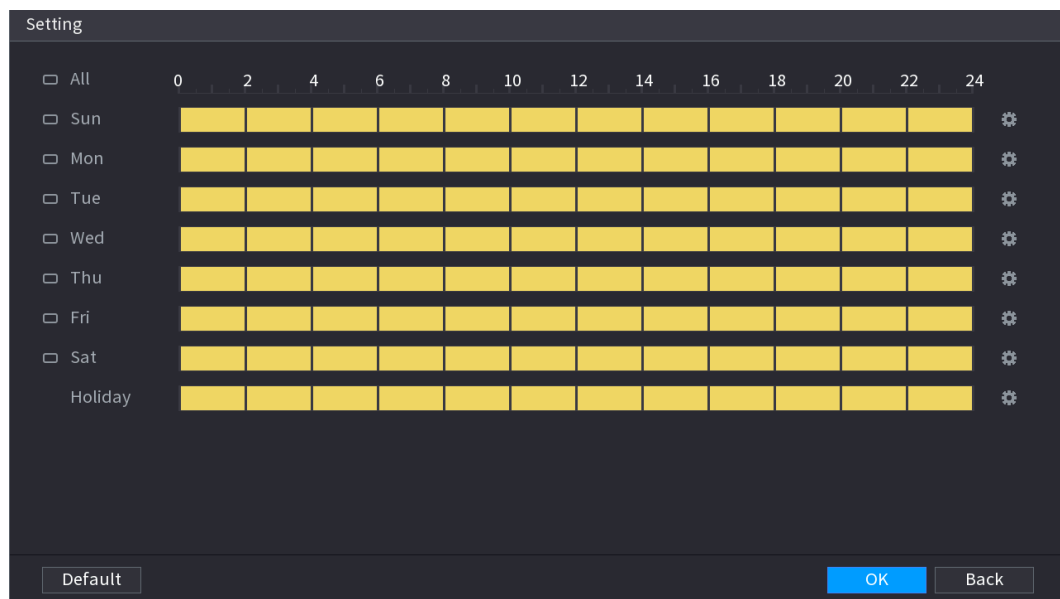 Setting
All 0 2 4 6 8 10 12 14 16 18 20 22 24
Sun
Mon
Tue
Wed
Thu
Fri
Sat
Holiday
Default OK Back